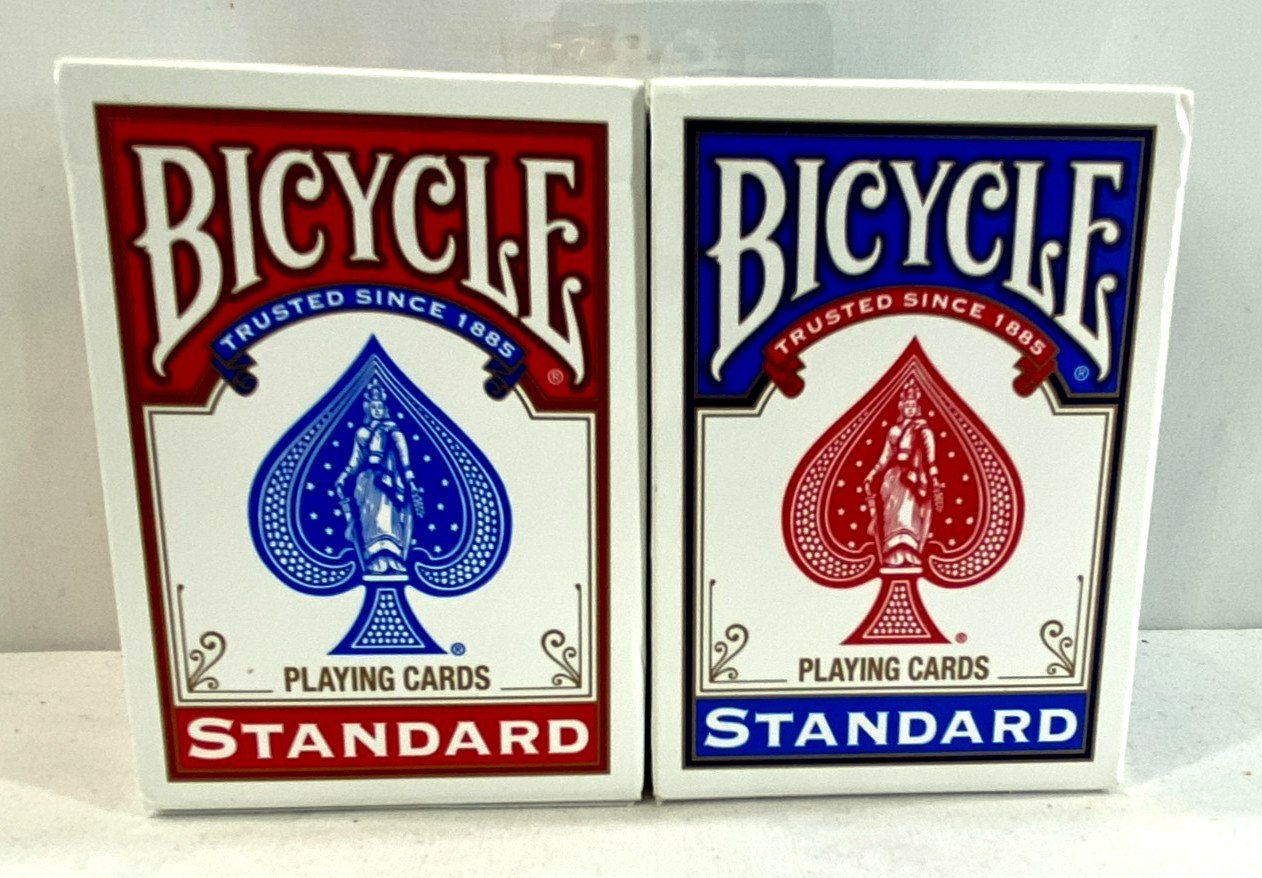 BICYCLE
TRUSTED SINCE 1885
®
®
PLAYING CARDS
STANDARD
BICYCLE
TRUSTED SINCE 1885
®
®
PLAYING CARDS
STANDARD